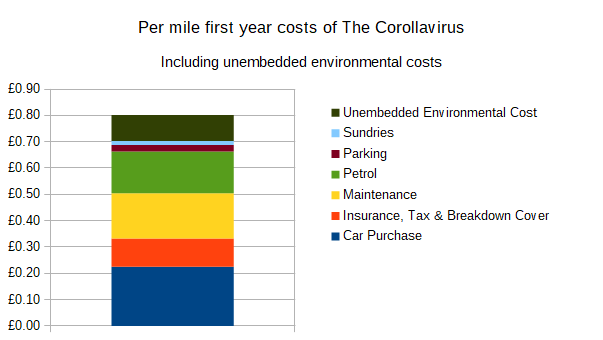 Per mile first year costs of The Corollavirus
Including unembedded environmental costs
£0.90
£0.80
£0.70
£0.60
£0.50
£0.40
£0.30
£0.20
£0.10
£0.00
Unembedded Environmental Cost
Sundries
Parking
Petrol
Maintenance
Insurance, Tax & Breakdown Cover
Car Purchase